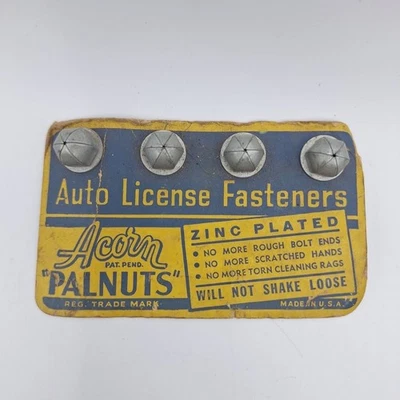 Auto License Fasteners
Acorn
PAT. PEND.
"PALNUTS"
REG. TRADE MARK
ZINC PLATED
• NO MORE ROUGH BOLT ENDS
• NO MORE SCRATCHED HANDS
• NO MORE TORN CLEANING RAGS
WILL NOT SHAKE LOOSE
MADE IN U.S.A.